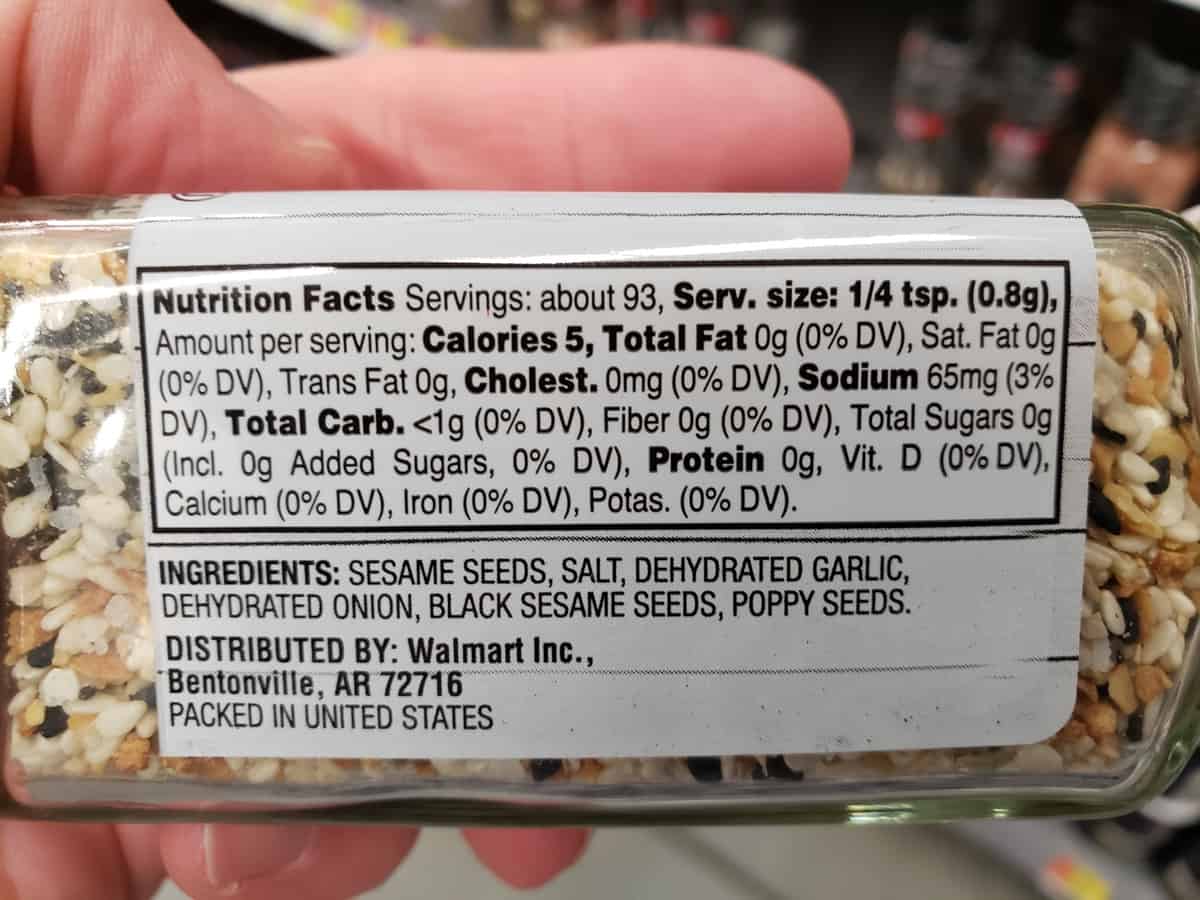 Nutrition Facts Servings: about 93, Serv. size: 1/4 tsp. (0.8g),
Amount per serving: Calories 5, Total Fat 0g (0% DV), Sat. Fat 0g
(0% DV), Trans Fat 0g, Cholest. 0mg (0% DV), Sodium 65mg (3%
DV), Total Carb. <1g (0% DV), Fiber 0g (0% DV), Total Sugars 0g
(Incl. 0g Added Sugars, 0% DV), Protein 0g, Vit. D (0% DV),
Calcium (0% DV), Iron (0% DV), Potas. (0% DV).
INGREDIENTS: SESAME SEEDS, SALT, DEHYDRATED GARLIC,
DEHYDRATED ONION, BLACK SESAME SEEDS, POPPY SEEDS.
DISTRIBUTED BY: Walmart Inc.,
Bentonville, AR 72716
PACKED IN UNITED STATES